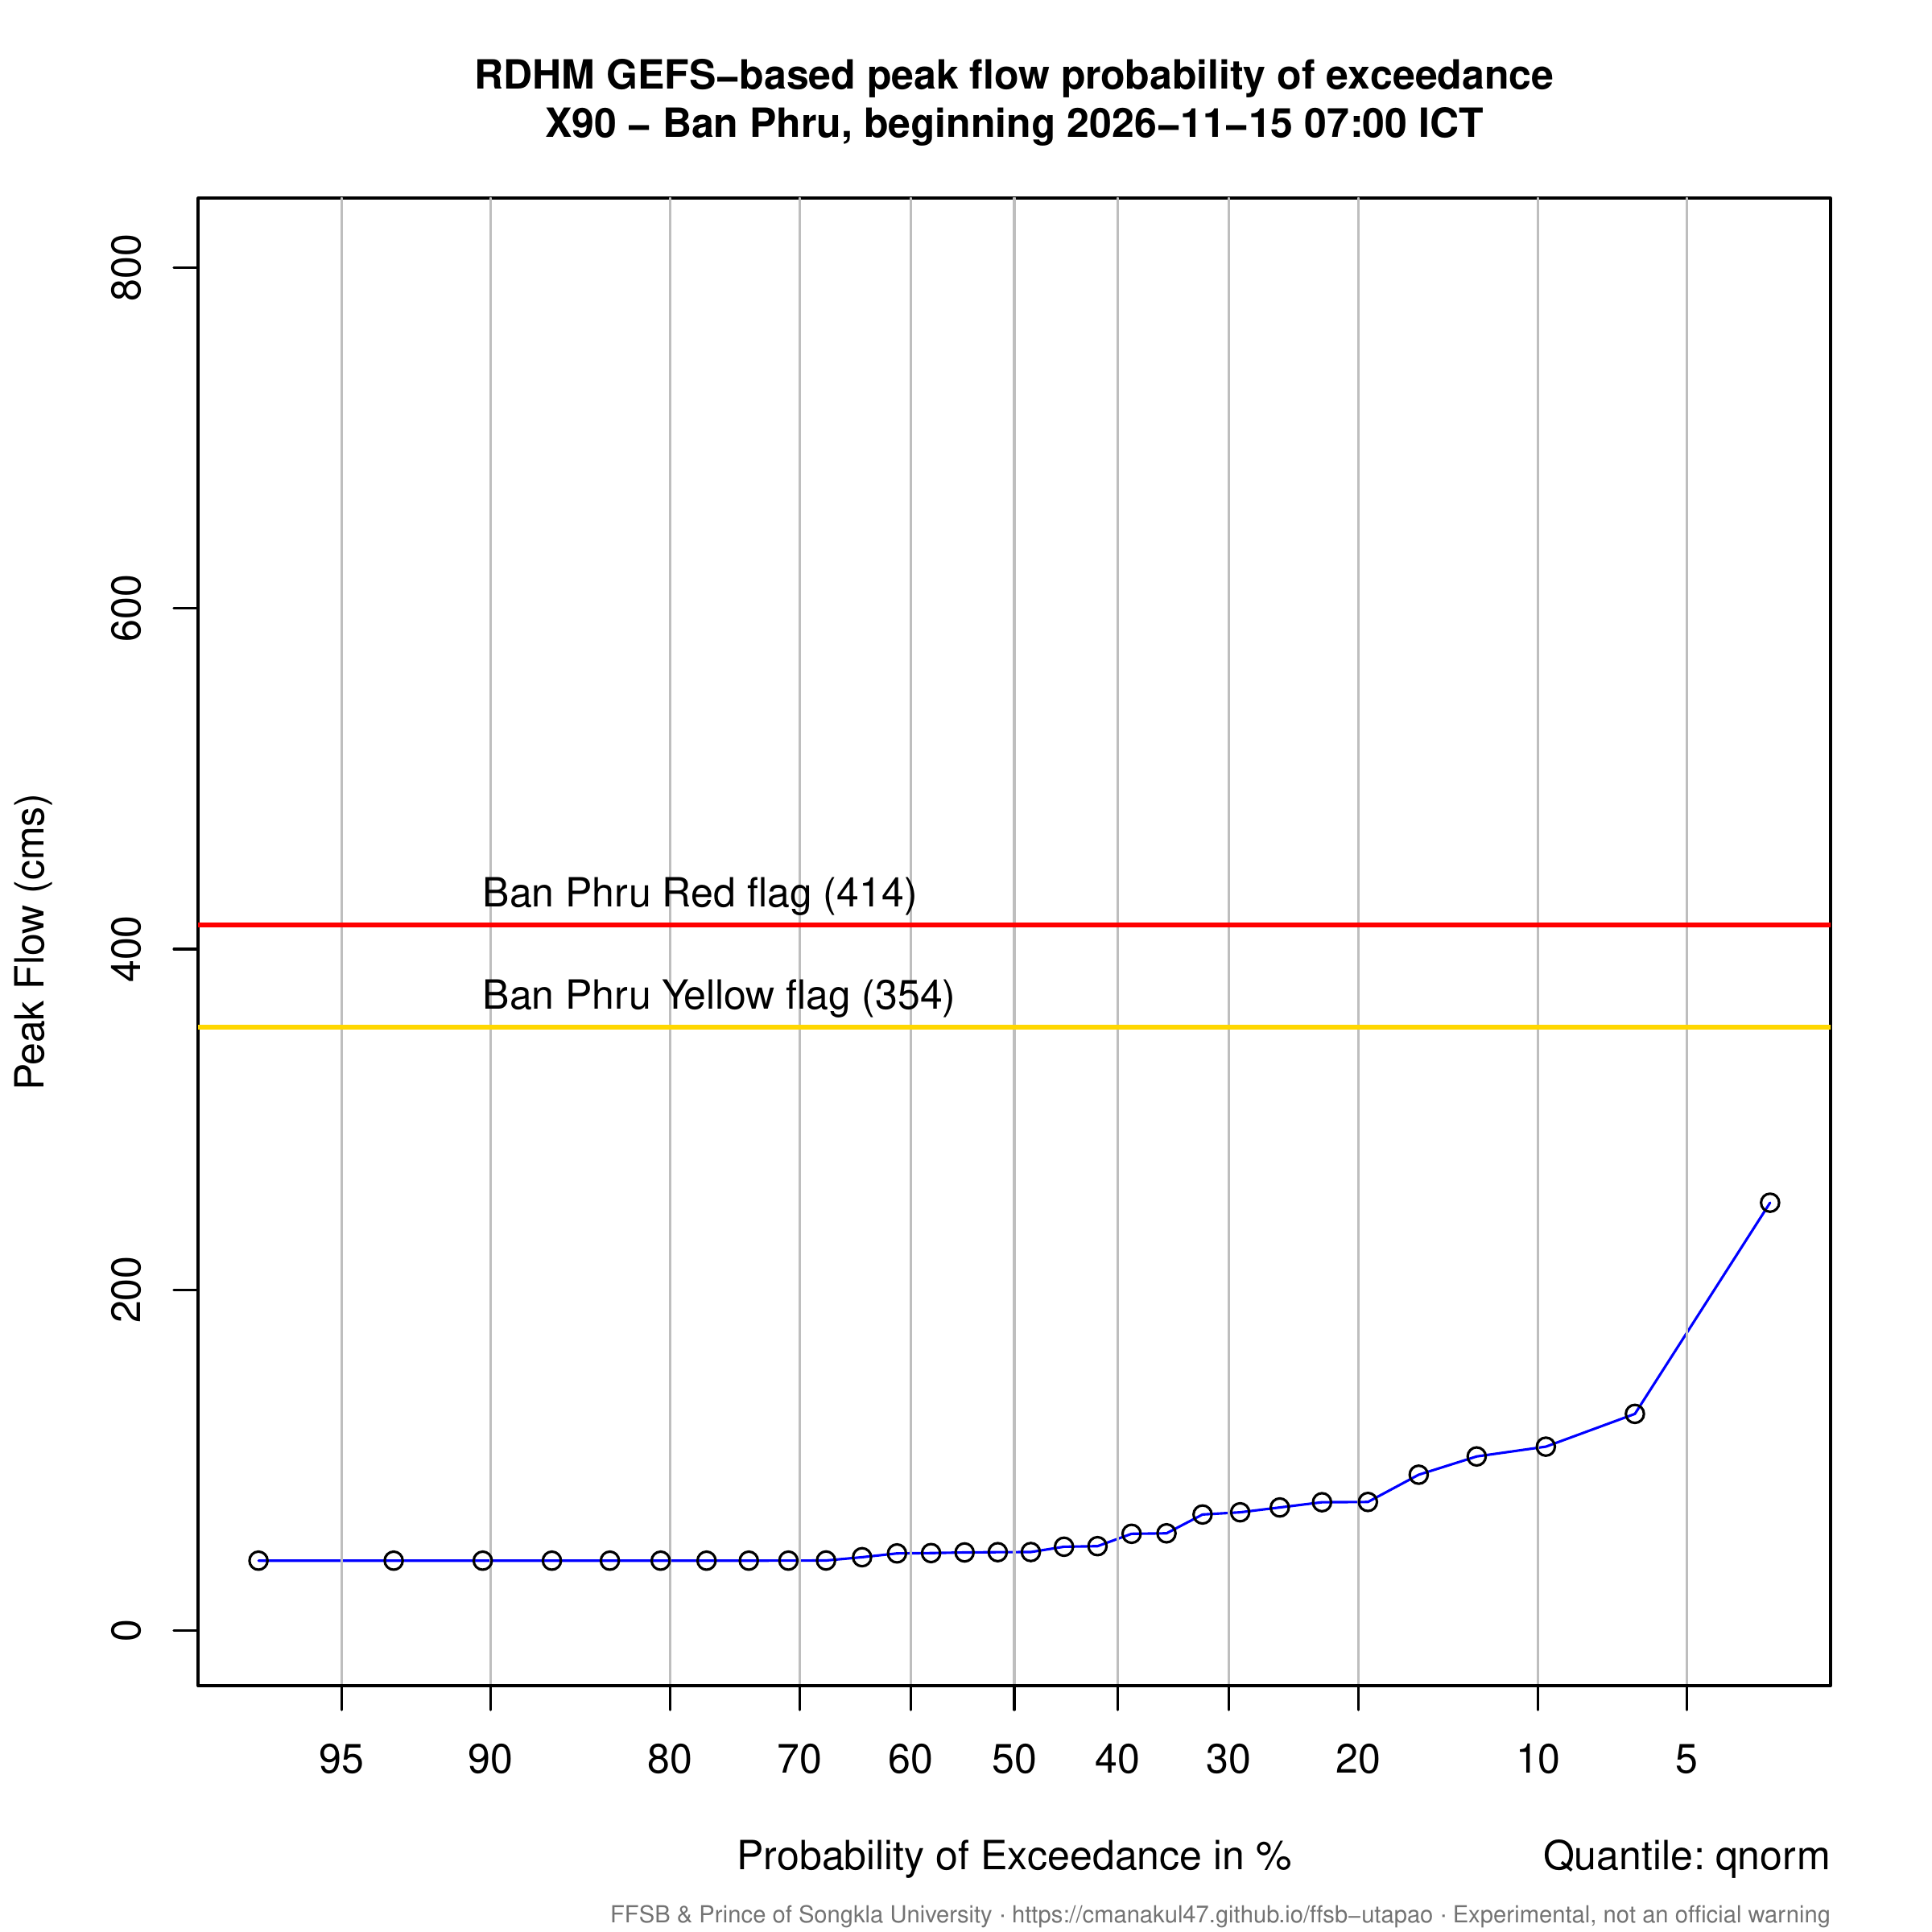 RDHM GEFS−based peak flow probability of exceedance
X90 − Ban Phru, beginning 2026−11−15 07:00 ICT
800
600
400
200
0
Peak Flow (cms)
Ban Phru Red flag (414)
Ban Phru Yellow flag (354)
95 90 80 70 60 50 40 30 20 10 5
Probability of Exceedance in %
Quantile: qnorm
FFSB & Prince of Songkla University · https://cmanakul47.github.io/ffsb−utapao · Experimental, not an official warning